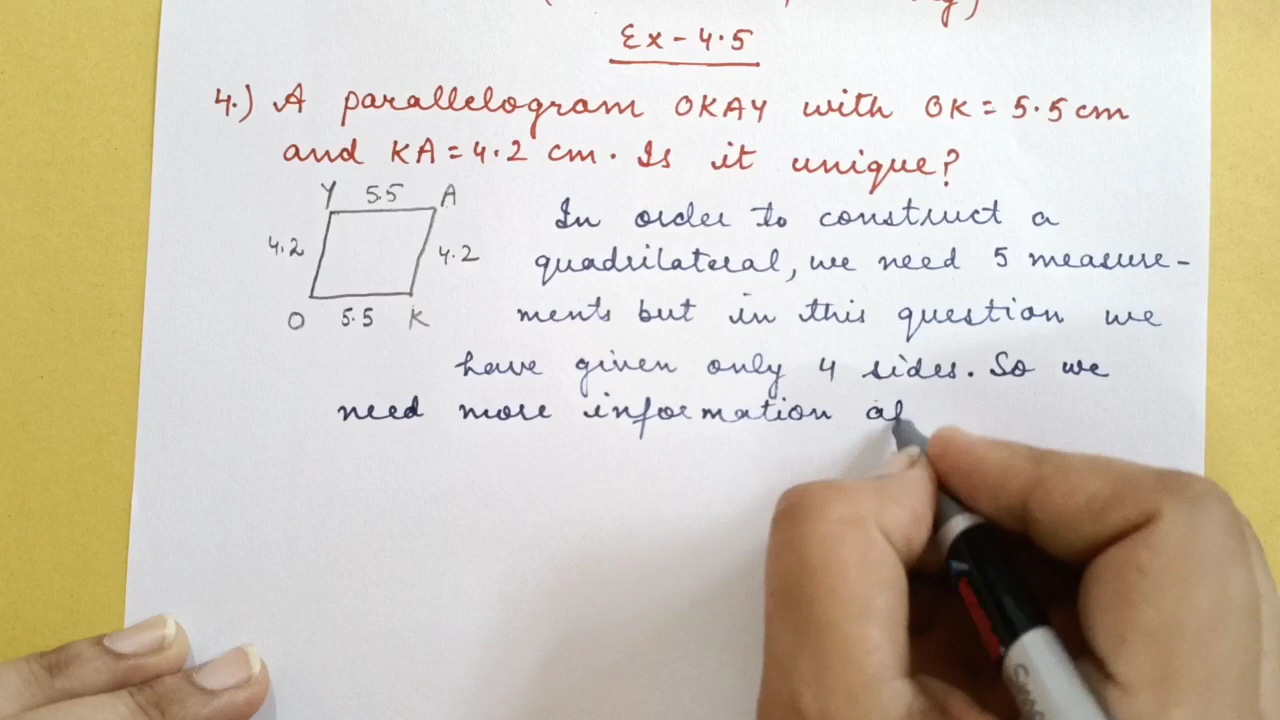 Ex-4.5
4.) A parallelogram OKAY with OK = 5.5 cm
and KA = 4.2 cm. Is it unique?
Y 5.5 A
4.2 4.2
O 5.5 K
In order to construct a
quadrilateral, we need 5 measure-
ments but in this question we
have given only 4 sides. So we
need more information